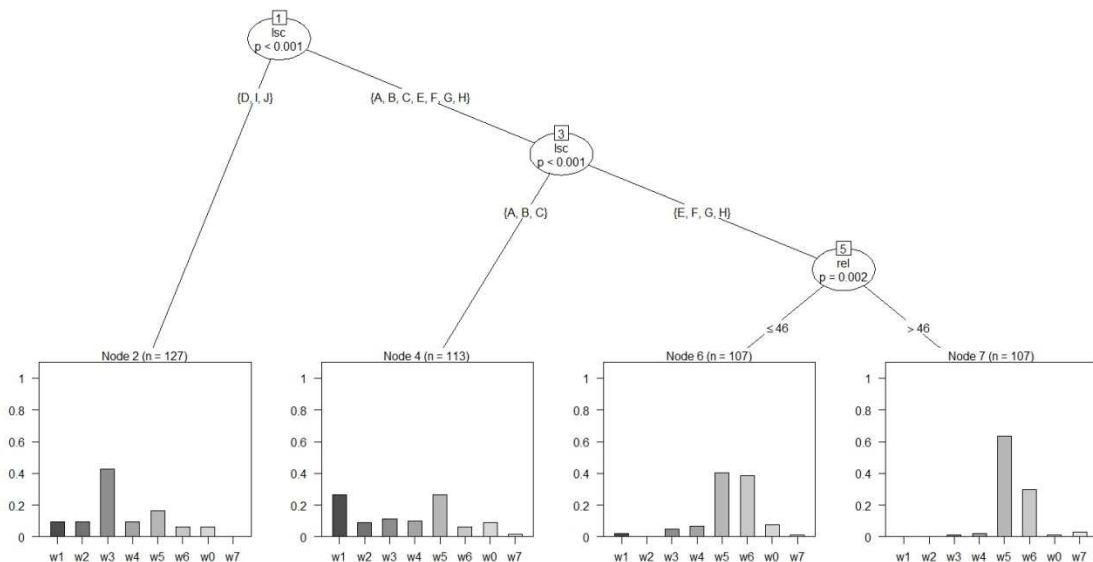 1
lsc
p < 0.001
{D, I, J}
{A, B, C, E, F, G, H}
3
lsc
p < 0.001
{A, B, C}
{E, F, G, H}
5
rel
p = 0.002
≤ 46
> 46
Node 2 (n = 127)
1
0.8
0.6
0.4
0.2
0
w1 w2 w3 w4 w5 w6 w0 w7
Node 4 (n = 113)
1
0.8
0.6
0.4
0.2
0
w1 w2 w3 w4 w5 w6 w0 w7
Node 6 (n = 107)
1
0.8
0.6
0.4
0.2
0
w1 w2 w3 w4 w5 w6 w0 w7
Node 7 (n = 107)
1
0.8
0.6
0.4
0.2
0
w1 w2 w3 w4 w5 w6 w0 w7